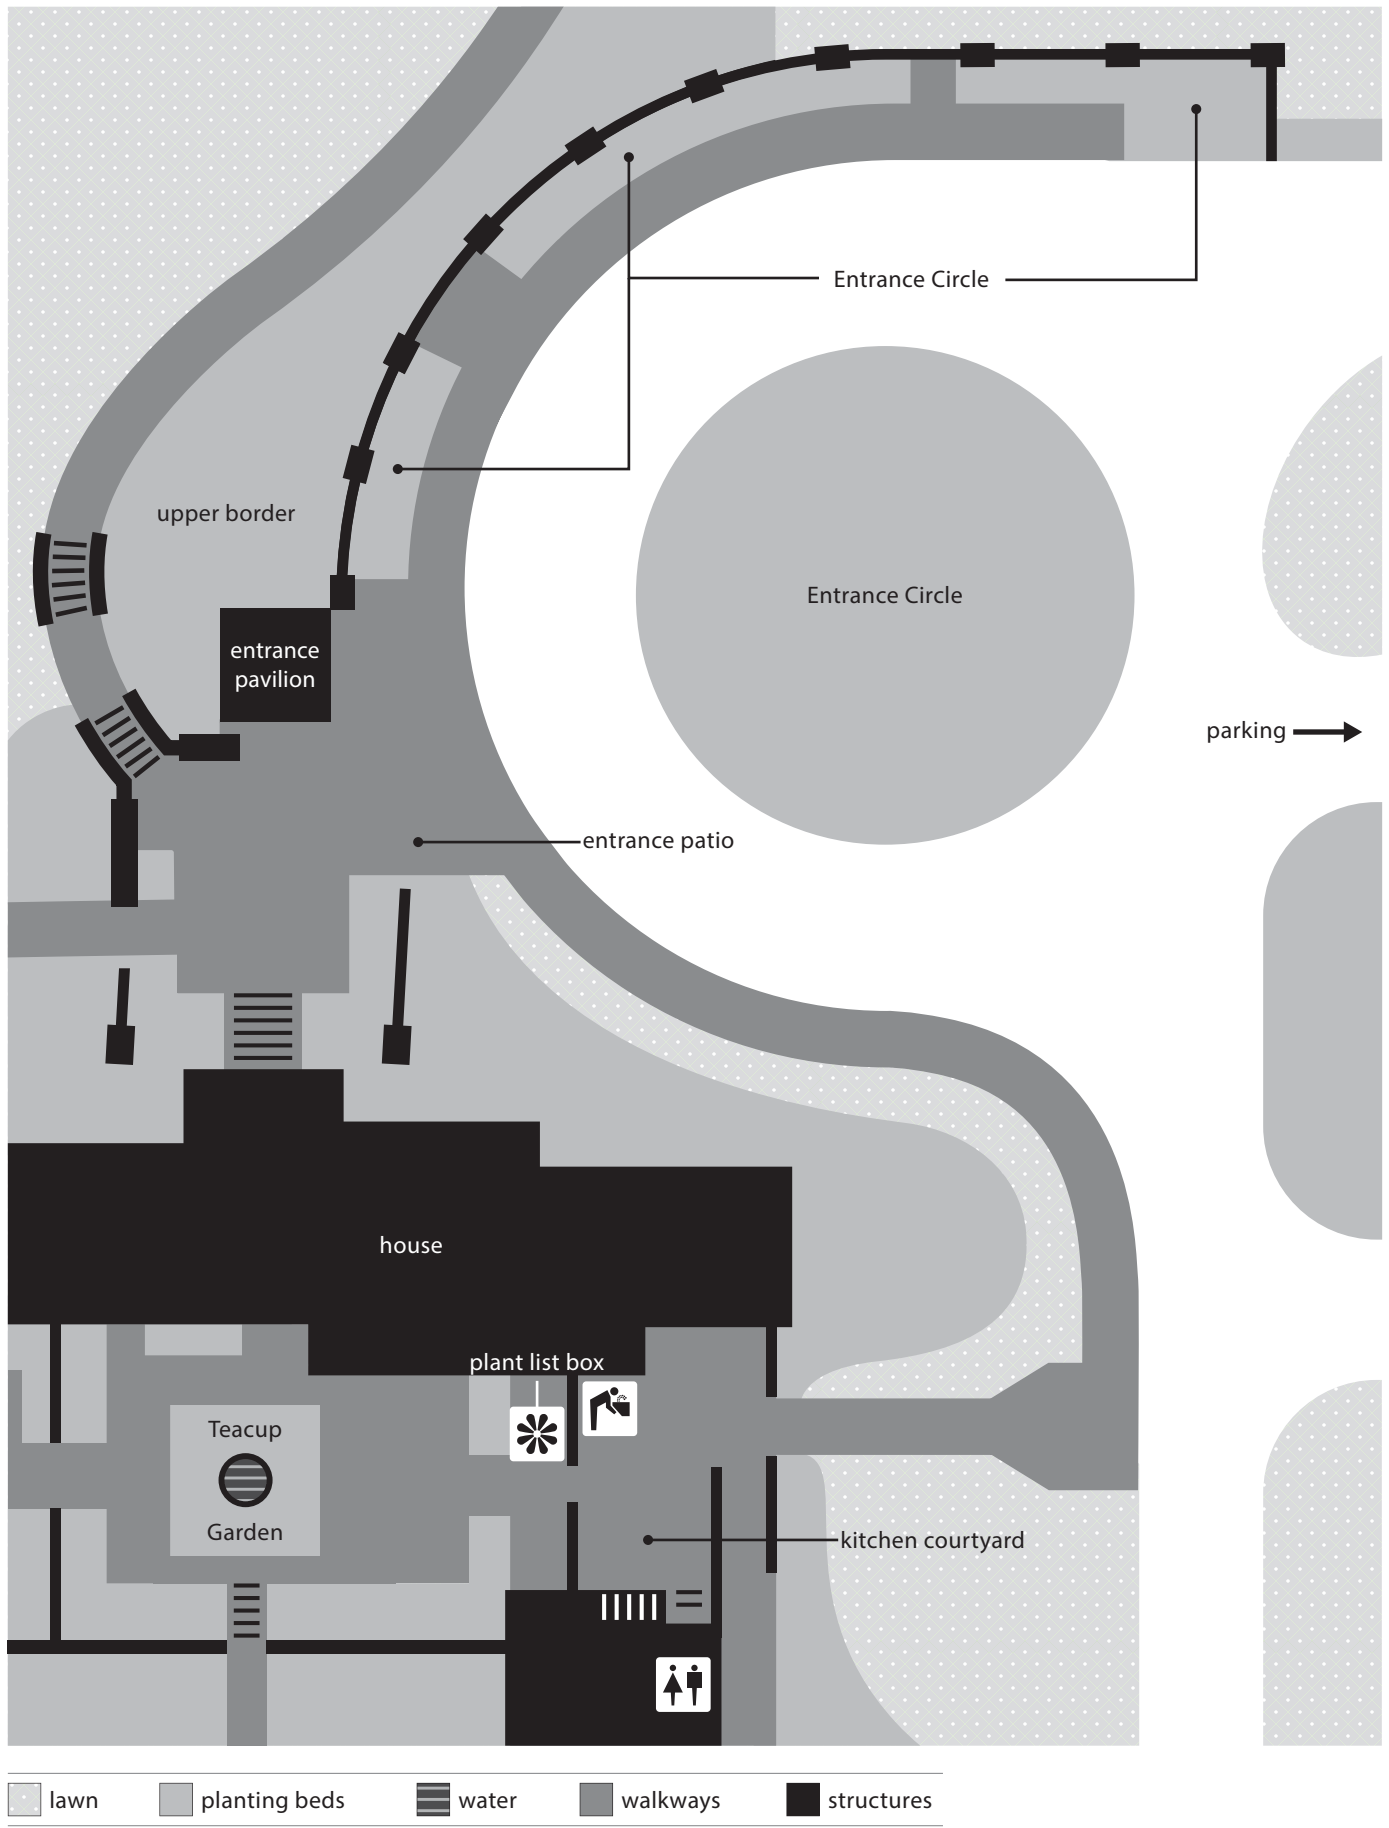 Entrance Circle
upper border
Entrance Circle
entrance
pavilion
parking
entrance patio
house
plant list box
Teacup
Garden
kitchen courtyard
lawn
planting beds
water
walkways
structures